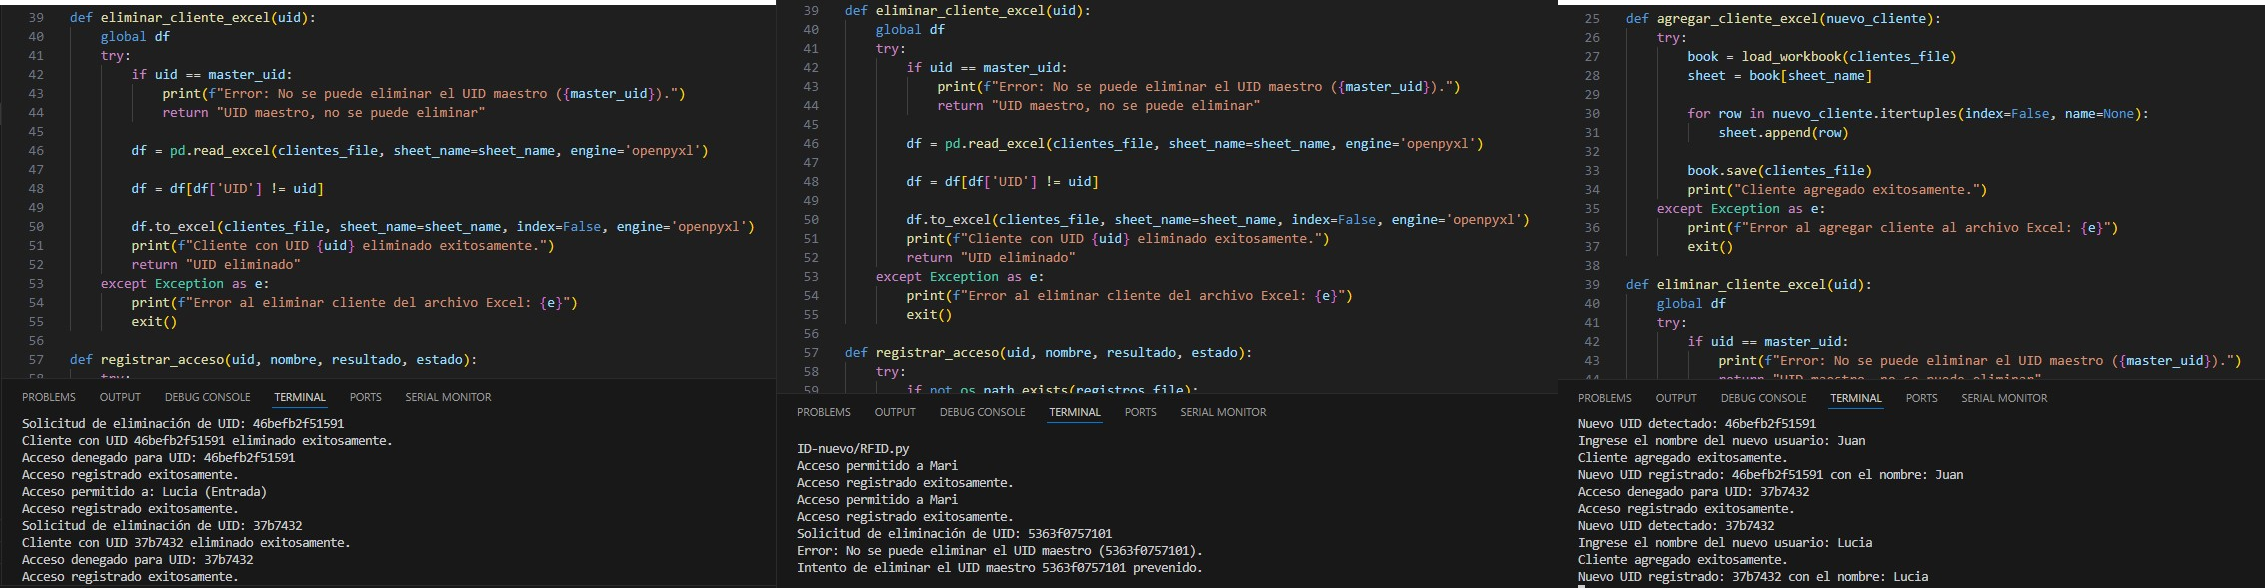 39 def eliminar_cliente_excel(uid):
40 global df
41 try:
42 if uid == master_uid:
43 print(f"Error: No se puede eliminar el UID maestro ({master_uid}).")
44 return "UID maestro, no se puede eliminar"
45
46 df = pd.read_excel(clientes_file, sheet_name=sheet_name, engine='openpyxl')
47
48 df = df[df['UID'] != uid]
49
50 df.to_excel(clientes_file, sheet_name=sheet_name, index=False, engine='openpyxl')
51 print(f"Cliente con UID {uid} eliminado exitosamente.")
52 return "UID eliminado"
53 except Exception as e:
54 print(f"Error al eliminar cliente del archivo Excel: {e}")
55 exit()
56
57 def registrar_acceso(uid, nombre, resultado, estado):
58 try:
PROBLEMS OUTPUT DEBUG CONSOLE TERMINAL PORTS SERIAL MONITOR
Solicitud de eliminación de UID: 46befb2f51591
Cliente con UID 46befb2f51591 eliminado exitosamente.
Acceso denegado para UID: 46befb2f51591
Acceso registrado exitosamente.
Acceso permitido a: Lucia (Entrada)
Acceso registrado exitosamente.
Solicitud de eliminación de UID: 37b7432
Cliente con UID 37b7432 eliminado exitosamente.
Acceso denegado para UID: 37b7432
Acceso registrado exitosamente.
39 def eliminar_cliente_excel(uid):
40 global df
41 try:
42 if uid == master_uid:
43 print(f"Error: No se puede eliminar el UID maestro ({master_uid}).")
44 return "UID maestro, no se puede eliminar"
45
46 df = pd.read_excel(clientes_file, sheet_name=sheet_name, engine='openpyxl')
47
48 df = df[df['UID'] != uid]
49
50 df.to_excel(clientes_file, sheet_name=sheet_name, index=False, engine='openpyxl')
51 print(f"Cliente con UID {uid} eliminado exitosamente.")
52 return "UID eliminado"
53 except Exception as e:
54 print(f"Error al eliminar cliente del archivo Excel: {e}")
55 exit()
56
57 def registrar_acceso(uid, nombre, resultado, estado):
58 try:
59 if not os.path.exists(registros_file):
PROBLEMS OUTPUT DEBUG CONSOLE TERMINAL PORTS SERIAL MONITOR
ID-nuevo/RFID.py
Acceso permitido a Mari
Acceso registrado exitosamente.
Acceso permitido a Mari
Acceso registrado exitosamente.
Solicitud de eliminación de UID: 5363f0757101
Error: No se puede eliminar el UID maestro (5363f0757101).
Intento de eliminar el UID maestro 5363f0757101 prevenido.
25 def agregar_cliente_excel(nuevo_cliente):
26 try:
27 book = load_workbook(clientes_file)
28 sheet = book[sheet_name]
29
30 for row in nuevo_cliente.itertuples(index=False, name=None):
31 sheet.append(row)
32
33 book.save(clientes_file)
34 print("Cliente agregado exitosamente.")
35 except Exception as e:
36 print(f"Error al agregar cliente al archivo Excel: {e}")
37 exit()
38
39 def eliminar_cliente_excel(uid):
40 global df
41 try:
42 if uid == master_uid:
43 print(f"Error: No se puede eliminar el UID maestro ({master_uid}).")
44 return "UID maestro, no se puede eliminar"
PROBLEMS OUTPUT DEBUG CONSOLE TERMINAL PORTS SERIAL MONITOR
Nuevo UID detectado: 46befb2f51591
Ingrese el nombre del nuevo usuario: Juan
Cliente agregado exitosamente.
Nuevo UID registrado: 46befb2f51591 con el nombre: Juan
Acceso denegado para UID: 37b7432
Acceso registrado exitosamente.
Nuevo UID detectado: 37b7432
Ingrese el nombre del nuevo usuario: Lucia
Cliente agregado exitosamente.
Nuevo UID registrado: 37b7432 con el nombre: Lucia